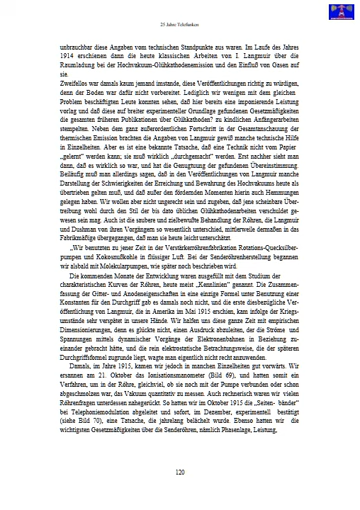 25 Jahre Telefunken
unbrauchbar diese Angaben vom technischen Standpunkte aus waren. Im Laufe des Jahres
1914 erschienen dann die heute klassischen Arbeiten von I. Langmuir über die
Raumladung bei der Hochvakuum-Glühkathodenemission und den Einfluß von Gasen auf
sie.
Zweifellos war damals kaum jemand imstande, diese Veröffentlichungen richtig zu würdigen,
denn der Boden war dafür nicht vorbereitet. Lediglich wir wenigen mit dem gleichen
Problem beschäftigten Leute konnten sehen, daß hier bereits eine imponierende Leistung
vorlag und daß diese auf breiter experimenteller Grundlage gefundenen Gesetzmäßigkeiten
die gesamten früheren Publikationen über Glühkathoden? zu kindlichen Anfängerarbeiten
stempelten. Neben dem ganz außerordentlichen Fortschritt in der Gesamtanschauung der
thermischen Emission brachten die Angaben von Langmuir gewiß manche technische Hilfe
in Einzelheiten. Aber es ist eine bekannte Tatsache, daß eine Technik nicht vom Papier
„gelernt" werden kann; sie muß wirklich „durchgemacht" werden. Erst nachher sieht man
dann, daß es wirklich so war, und hat die Genugtuung der gefundenen Übereinstimmung.
Beiläufig muß man allerdings sagen, daß in den Veröffentlichungen von Langmuir manche
Darstellung der Schwierigkeiten der Erreichung und Bewahrung des Hochvakuums heute als
übertrieben gelten muß, und daß außer den fördernden Momenten hierin auch Hemmungen
gelegen haben. Wir wollen aber nicht ungerecht sein und zugeben, daß jene scheinbare Über-
treibung wohl durch den Stil der bis dato üblichen Glühkathodenarbeiten verschuldet ge-
wesen sein mag. Auch ist die saubere und zielbewußte Behandlung der Röhren, die Langmuir
und Dushman von ihren Vorgängern so wesentlich unterschied, mittlerweile dermaßen in das
Fabrikmäßige übergegangen, daß man sie heute leicht unterschätzt.
„Wir benutzten zu jener Zeit in der Verstärkerröhrenfabrikation Rotations-Quecksilber-
pumpen und Kokosnußkohle in flüssiger Luft. Bei der Senderöhrenherstellung begannen
wir alsbald mit Molekularpumpen, wie später noch beschrieben wird.
Die kommenden Monate der Entwicklung waren ausgefüllt mit dem Studium der
charakteristischen Kurven der Röhren, heute meist „Kennlinien" genannt. Die Zusammen-
fassung der Gitter- und Anodeneigenschaften in eine einzige Formel unter Benutzung einer
Konstanten für den Durchgriff gab es damals noch nicht, und die erste diesbezügliche Ver-
öffentlichung von Langmuir, die in Amerika im Mai 1915 erschien, kam infolge der Kriegs-
umstände sehr verspätet in unsere Hände. Wir halfen uns diese ganze Zeit mit empirischen
Dimensionierungen, denn es glückte nicht, einen Ausdruck abzuleiten, der die Ströme und
Spannungen mittels dynamischer Vorgänge der Elektronenbahnen in Beziehung zu-
einander gebracht hätte, und die rein elektrostatische Betrachtungsweise, die der späteren
Durchgriffsformel zugrunde liegt, wagte man eigentlich nicht recht anzuwenden.
Damals, im Jahre 1915, kamen wir jedoch in manchen Einzelheiten gut vorwärts. Wir
ersannen am 21. Oktober das Ionisationsmanometer (Bild 69), und hatten somit ein
Verfahren, um in der Röhre, gleichviel, ob sie noch mit der Pumpe verbunden oder schon
abgeschmolzen war, das Vakuum quantitativ zu messen. Auch rechnerisch waren wir vielen
Röhrenfragen unterdessen nahegerückt. So hatten wir im Oktober 1915 die „Seiten- bänder"
bei Telephoniemodulation abgeleitet und sofort, im Dezember, experimentell bestätigt
(siehe Bild 70), eine Tatsache, die jahrelang belächelt wurde. Ebenso hatten wir die
wichtigsten Gesetzmäßigkeiten über die Senderöhren, nämlich Phasenlage, Leistung,
120